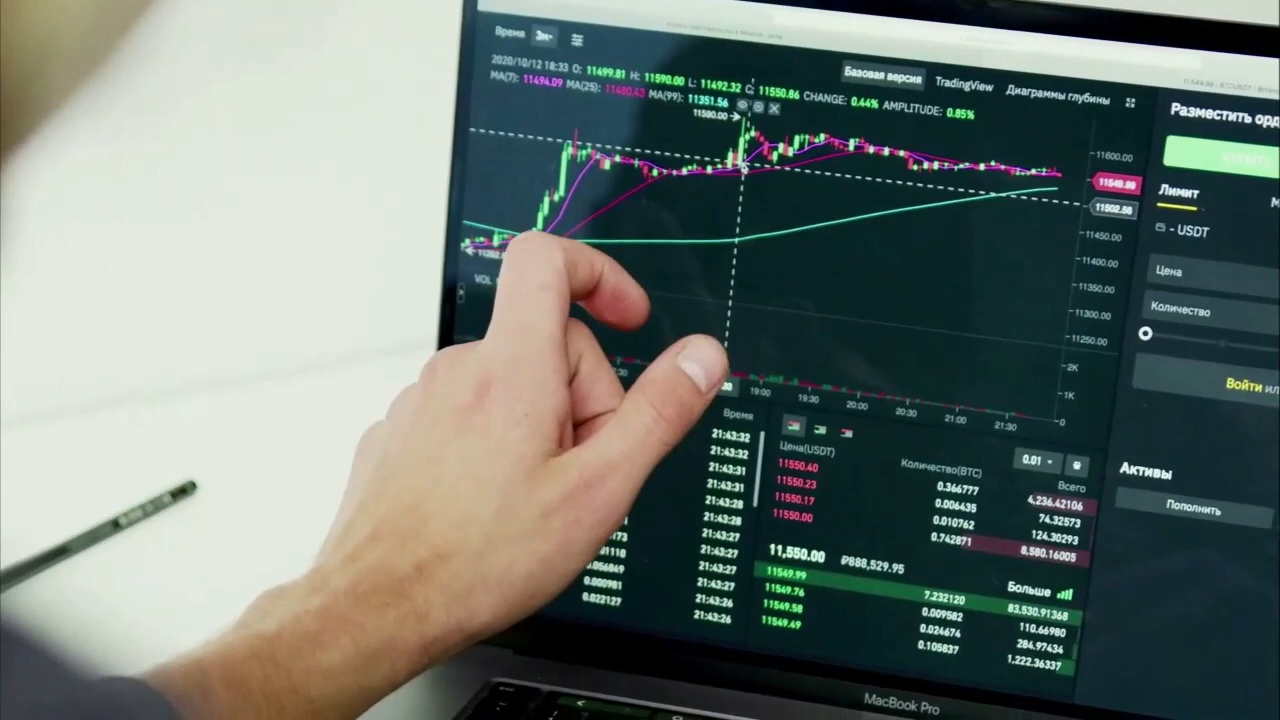 Время 3м
Базовая версия TradingView Диаграммы глубины
2020/10/12 18:33 O: 11499.81 H: 11590.00 L: 11492.32 C: 11550.86 CHANGE: 0.44% AMPLITUDE: 0.85%
MA(7): 11494.09 MA(25): 11480.43 MA(99): 11351.56
11590.00
11600.00
11549.99
11502.56
11450.00
11400.00
11350.00
11300.00
11250.00
VOL
2K
1K
0
19:00 19:30 20:00 20:30 21:00 21:30
Разместить орд
Лимит
- USDT
Цена
Количество
Войти или
Активы
Пополнить
Время
21:43:32
21:43:32
21:43:31
21:43:31
21:43:28
21:43:28
21:43:27
21:43:27
21:43:27
0.000981 21:43:26
0.022127 21:43:26
0.01
Цена(USDT) Количество(BTC) Всего
11550.40 0.366777 4,236.42106
11550.23 0.006435 74.32573
11550.17 0.010762 124.30293
11550.00 0.742871 8,580.16005
11,550.00 ₽888,529.95 Больше
11549.99 7.232120 83,530.91368
11549.76 0.009582 110.66980
11549.58 0.024674 284.97434
11549.49 0.105837 1,222.36337
MacBook Pro